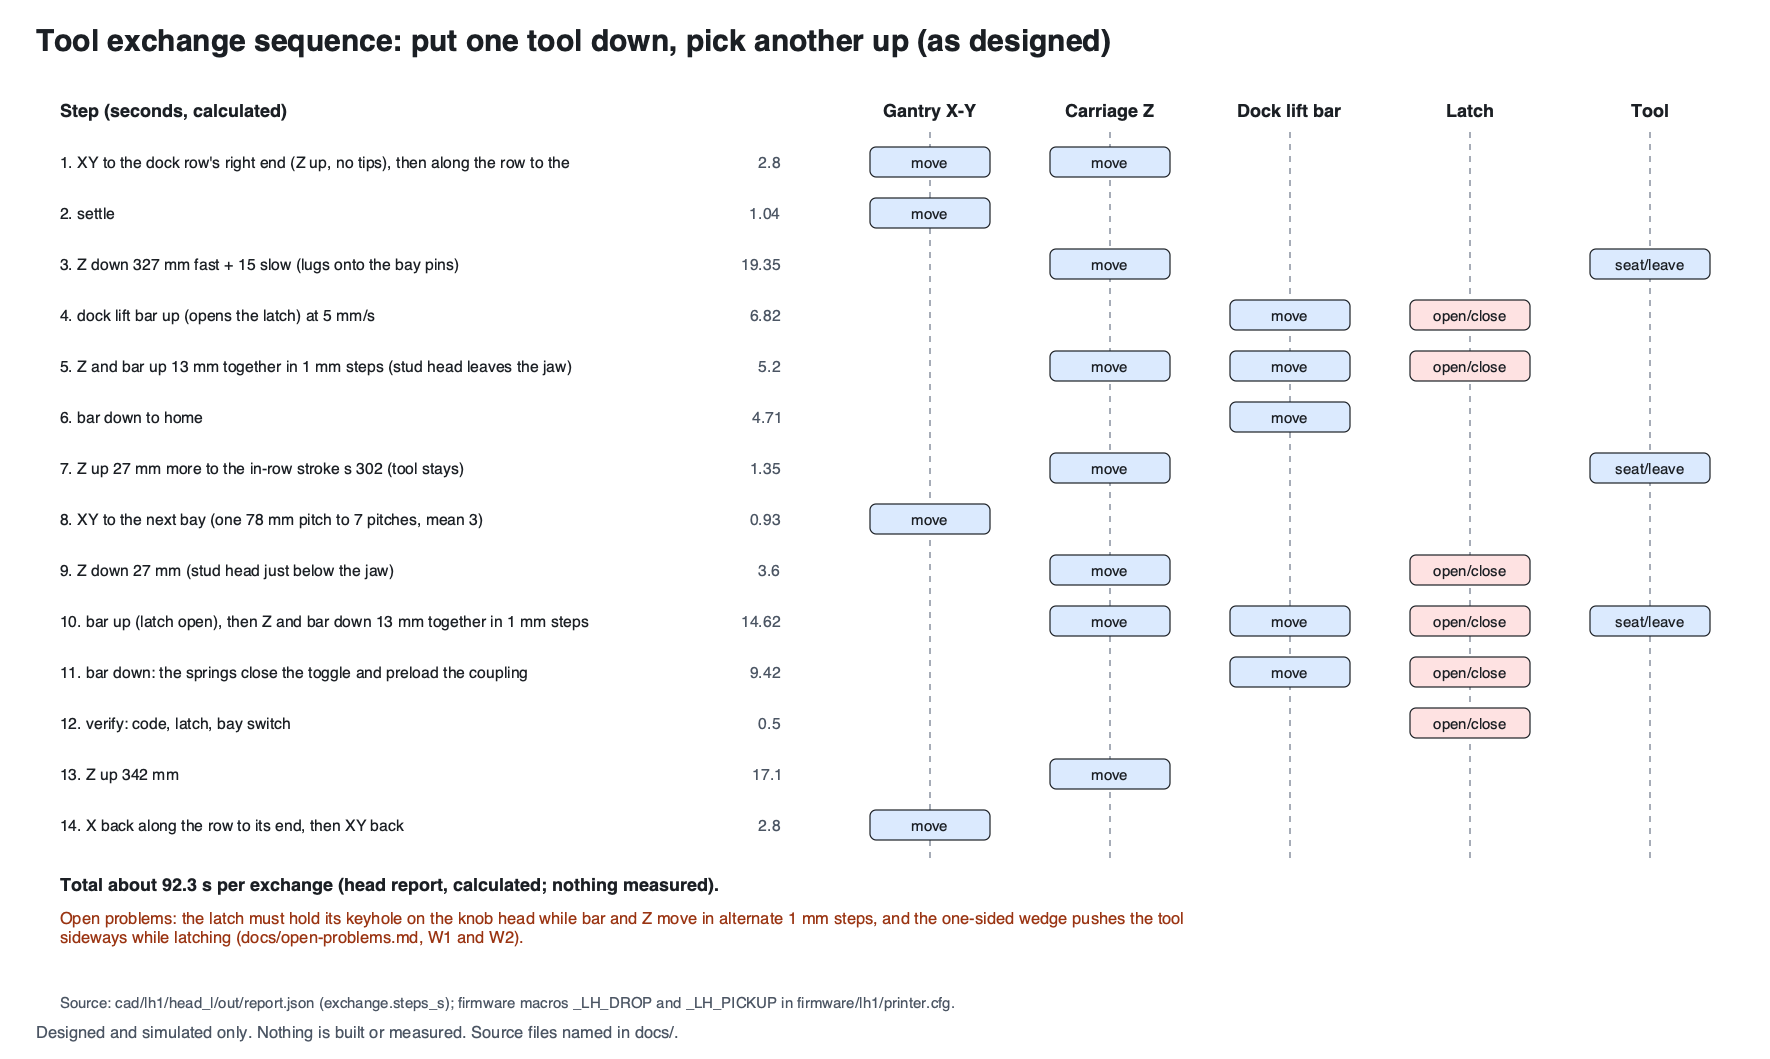 Tool exchange sequence: put one tool down, pick another up (as designed)
Step (seconds, calculated) Gantry X-Y Carriage Z Dock lift bar Latch Tool
1. XY to the dock row's right end (Z up, no tips), then along the row to the 2.8 move move
2. settle 1.04 move
3. Z down 327 mm fast + 15 slow (lugs onto the bay pins) 19.35 move seat/leave
4. dock lift bar up (opens the latch) at 5 mm/s 6.82 move open/close
5. Z and bar up 13 mm together in 1 mm steps (stud head leaves the jaw) 5.2 move move open/close
6. bar down to home 4.71 move
7. Z up 27 mm more to the in-row stroke s 302 (tool stays) 1.35 move seat/leave
8. XY to the next bay (one 78 mm pitch to 7 pitches, mean 3) 0.93 move
9. Z down 27 mm (stud head just below the jaw) 3.6 move open/close
10. bar up (latch open), then Z and bar down 13 mm together in 1 mm steps 14.62 move move open/close seat/leave
11. bar down: the springs close the toggle and preload the coupling 9.42 move open/close
12. verify: code, latch, bay switch 0.5 open/close
13. Z up 342 mm 17.1 move
14. X back along the row to its end, then XY back 2.8 move
Total about 92.3 s per exchange (head report, calculated; nothing measured).
Open problems: the latch must hold its keyhole on the knob head while bar and Z move in alternate 1 mm steps, and the one-sided wedge pushes the tool
sideways while latching (docs/open-problems.md, W1 and W2).
Source: cad/lh1/head_l/out/report.json (exchange.steps_s); firmware macros _LH_DROP and _LH_PICKUP in firmware/lh1/printer.cfg.
Designed and simulated only. Nothing is built or measured. Source files named in docs/.